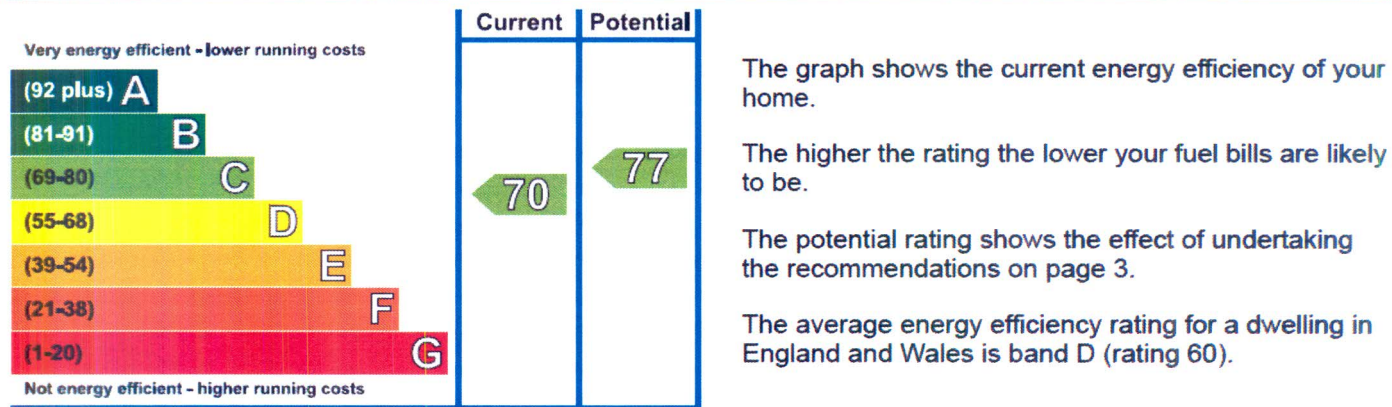 Current Potential
Very energy efficient - lower running costs
(92 plus) A
(81-91) B
(69-80) C
(55-68) D
(39-54) E
(21-38) F
(1-20) G
Not energy efficient - higher running costs
70
77
The graph shows the current energy efficiency of your
home.
The higher the rating the lower your fuel bills are likely
to be.
The potential rating shows the effect of undertaking
the recommendations on page 3.
The average energy efficiency rating for a dwelling in
England and Wales is band D (rating 60).